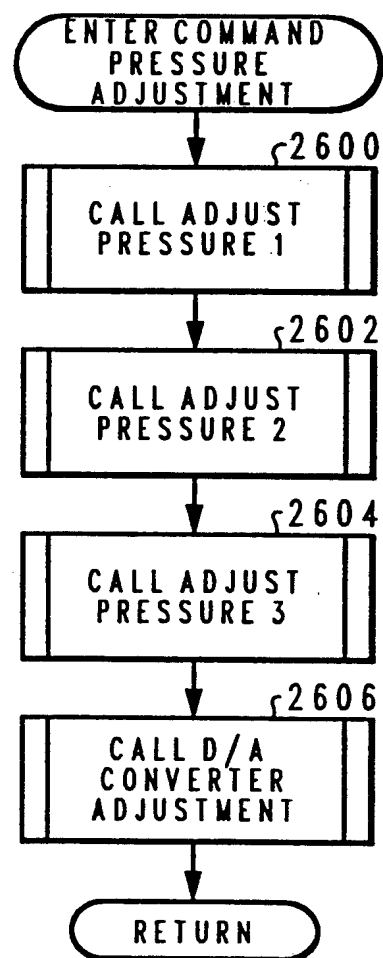 ENTER COMMAND
PRESSURE
ADJUSTMENT
2600
CALL ADJUST
PRESSURE 1
2602
CALL ADJUST
PRESSURE 2
2604
CALL ADJUST
PRESSURE 3
2606
CALL D/A
CONVERTER
ADJUSTMENT
RETURN